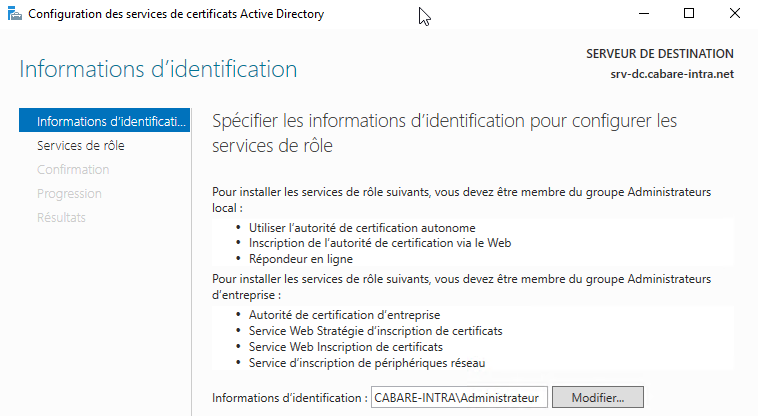 Configuration des services de certificats Active Directory
Informations d’identification
SERVEUR DE DESTINATION
srv-dc.cabare-intra.net
Informations d’identificati...
Services de rôle
Confirmation
Progression
Résultats
Spécifier les informations d’identification pour configurer les
services de rôle
Pour installer les services de rôle suivants, vous devez être membre du groupe Administrateurs
local :
• Utiliser l’autorité de certification autonome
• Inscription de l’autorité de certification via le Web
• Répondeur en ligne
Pour installer les services de rôle suivants, vous devez être membre du groupe Administrateurs
d’entreprise :
• Autorité de certification d’entreprise
• Service Web Stratégie d’inscription de certificats
• Service Web Inscription de certificats
• Service d’inscription de périphériques réseau
Informations d’identification : CABARE-INTRA\Administrateur Modifier...